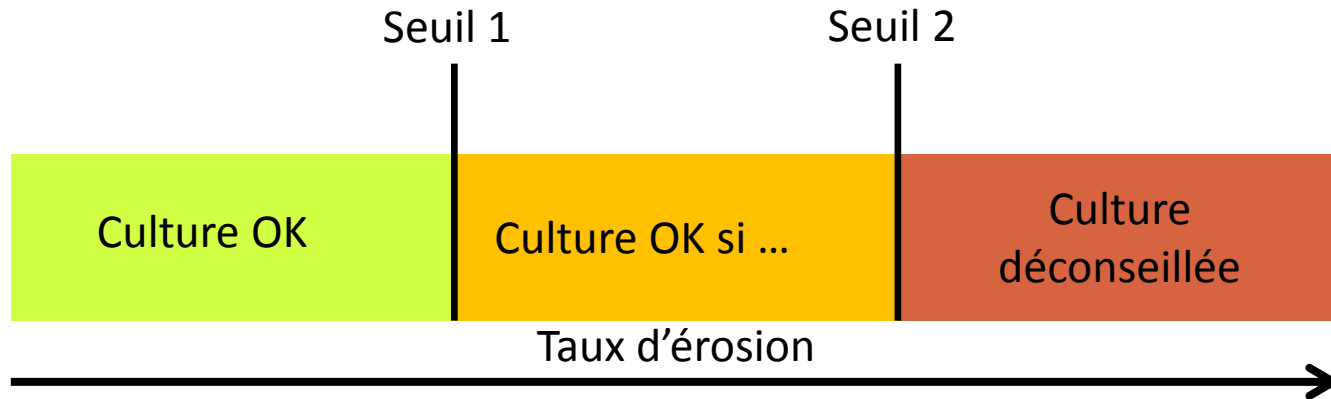 Seuil 1
Seuil 2
Culture OK
Culture OK si …
Culture
déconseillée
Taux d’érosion